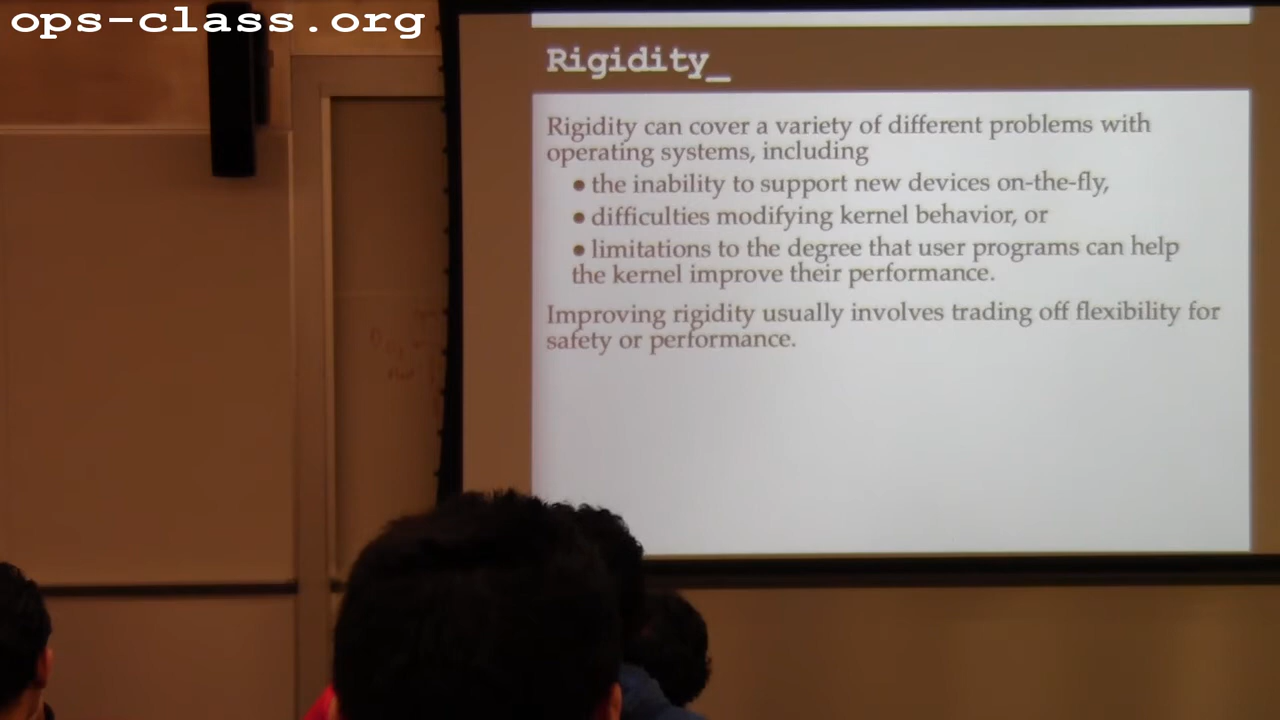 ops-class.org
Rigidity_
Rigidity can cover a variety of different problems with
operating systems, including
• the inability to support new devices on-the-fly,
• difficulties modifying kernel behavior, or
• limitations to the degree that user programs can help
the kernel improve their performance.
Improving rigidity usually involves trading off flexibility for
safety or performance.